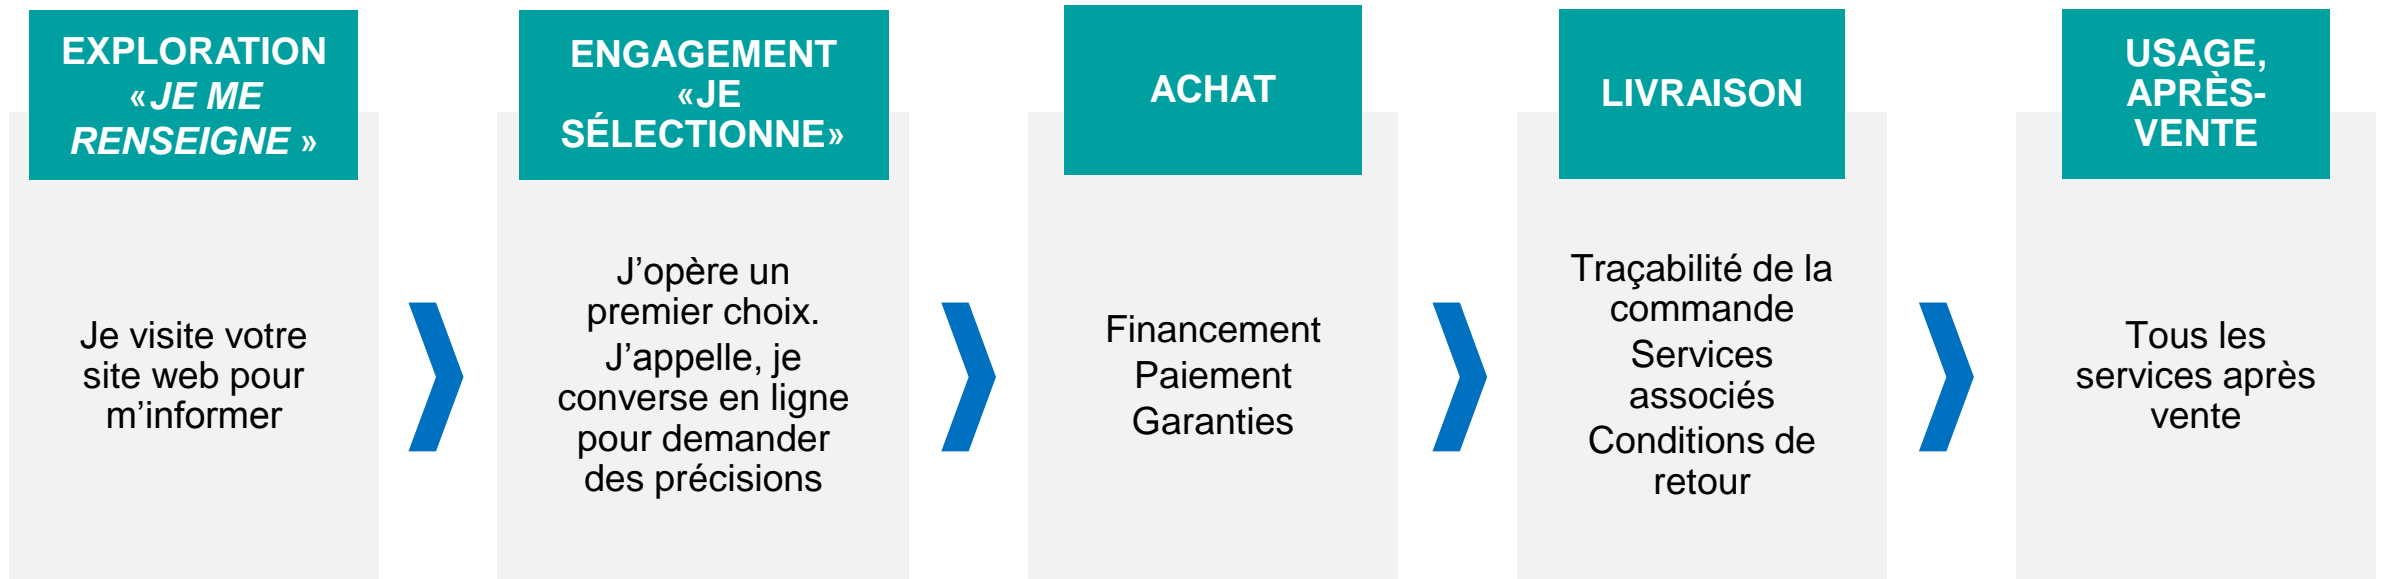 EXPLORATION
« JE ME
RENSEIGNE »
Je visite votre
site web pour
m’informer
ENGAGEMENT
«JE
SÉLECTIONNE»
J’opère un
premier choix.
J’appelle, je
converse en ligne
pour demander
des précisions
ACHAT
Financement
Paiement
Garanties
LIVRAISON
Traçabilité de la
commande
Services
associés
Conditions de
retour
USAGE,
APRÈS-
VENTE
Tous les
services après
vente